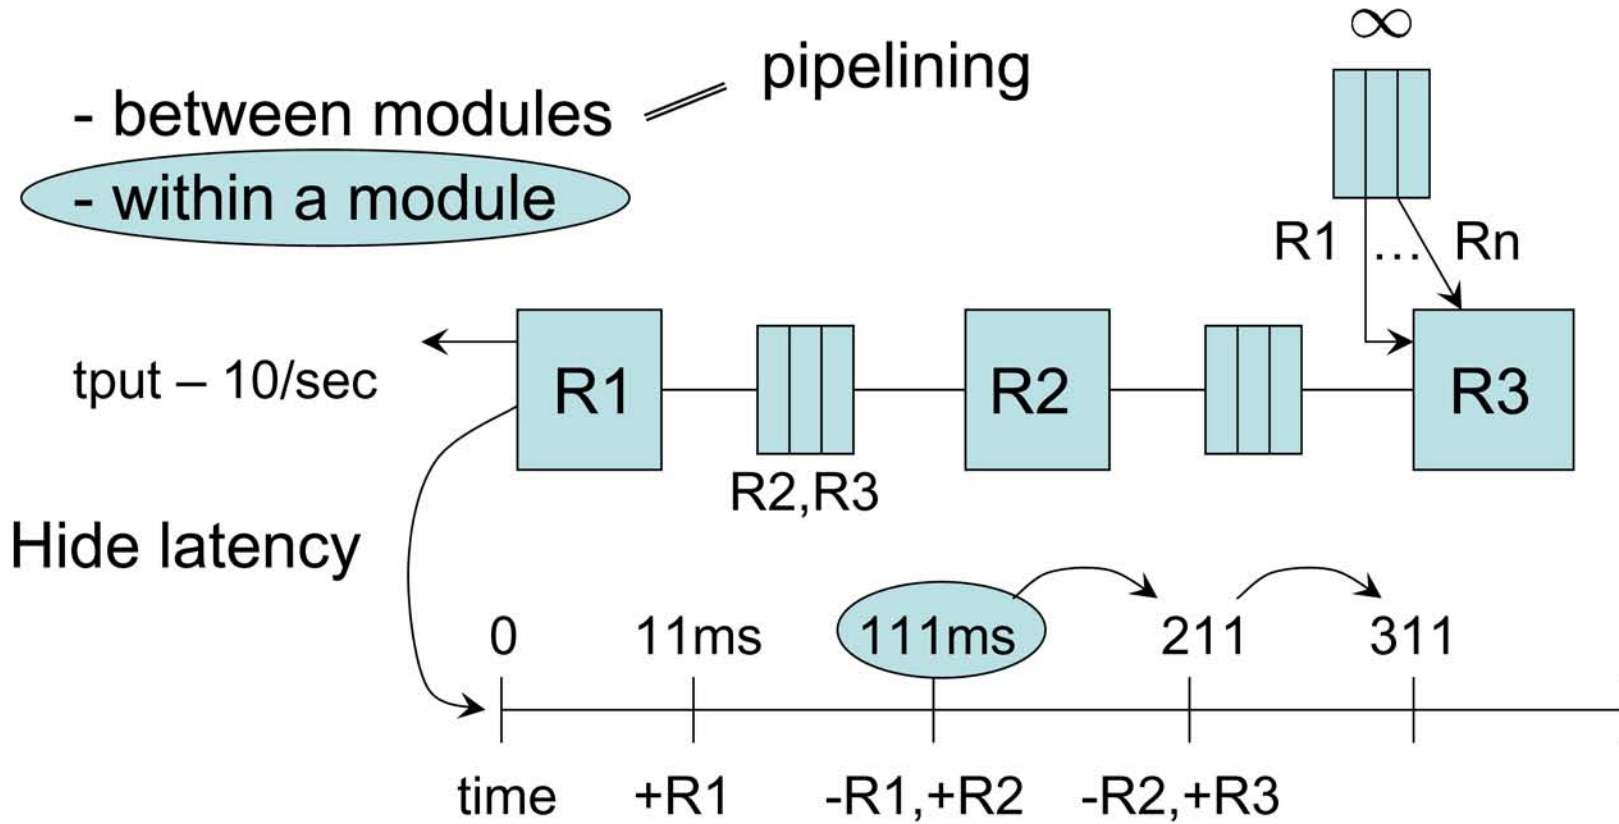 ∞
pipelining
- between modules
- within a module
R1 ... Rn
tput – 10/sec
R1
R2
R3
R2,R3
Hide latency
0 11ms 111ms 211 311
time +R1 -R1,+R2 -R2,+R3